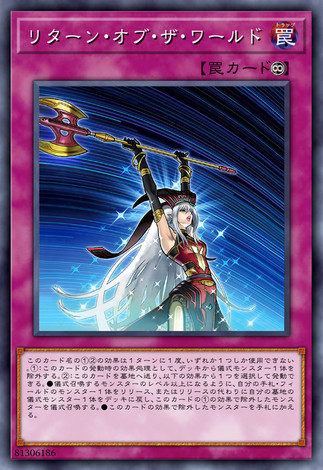 リターン・オブ・ザ・ワールド 罠
トラップ
【罠カード】
このカード名の①②の効果は１ターンに１度、いずれか１つしか使用できない。
①:このカードの発動時の効果処理として、デッキから儀式モンスター１体を
除外する。②:このカードを墓地へ送り、以下の効果から１つを選択して発動で
きる。●儀式召喚するモンスターのレベル以上になるように、自分の手札・フィ
ールドのモンスターをリリース、またはリリースの代わりに自分の墓地の
儀式モンスターをデッキに戻し、このカードの①の効果で除外したモンスター
を儀式召喚する。●このカードの①の効果で除外したモンスターを手札に加え
る。
81306186